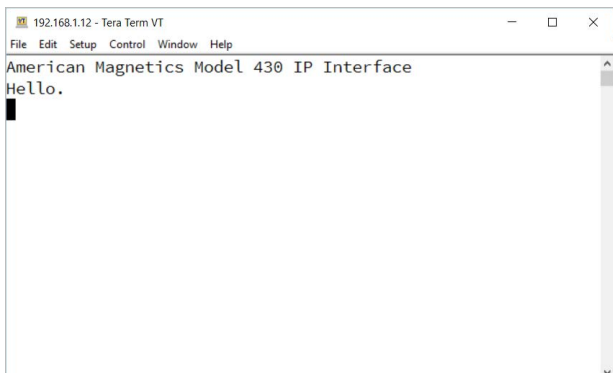 VT 192.168.1.12 - Tera Term VT
File Edit Setup Control Window Help
American Magnetics Model 430 IP Interface
Hello.